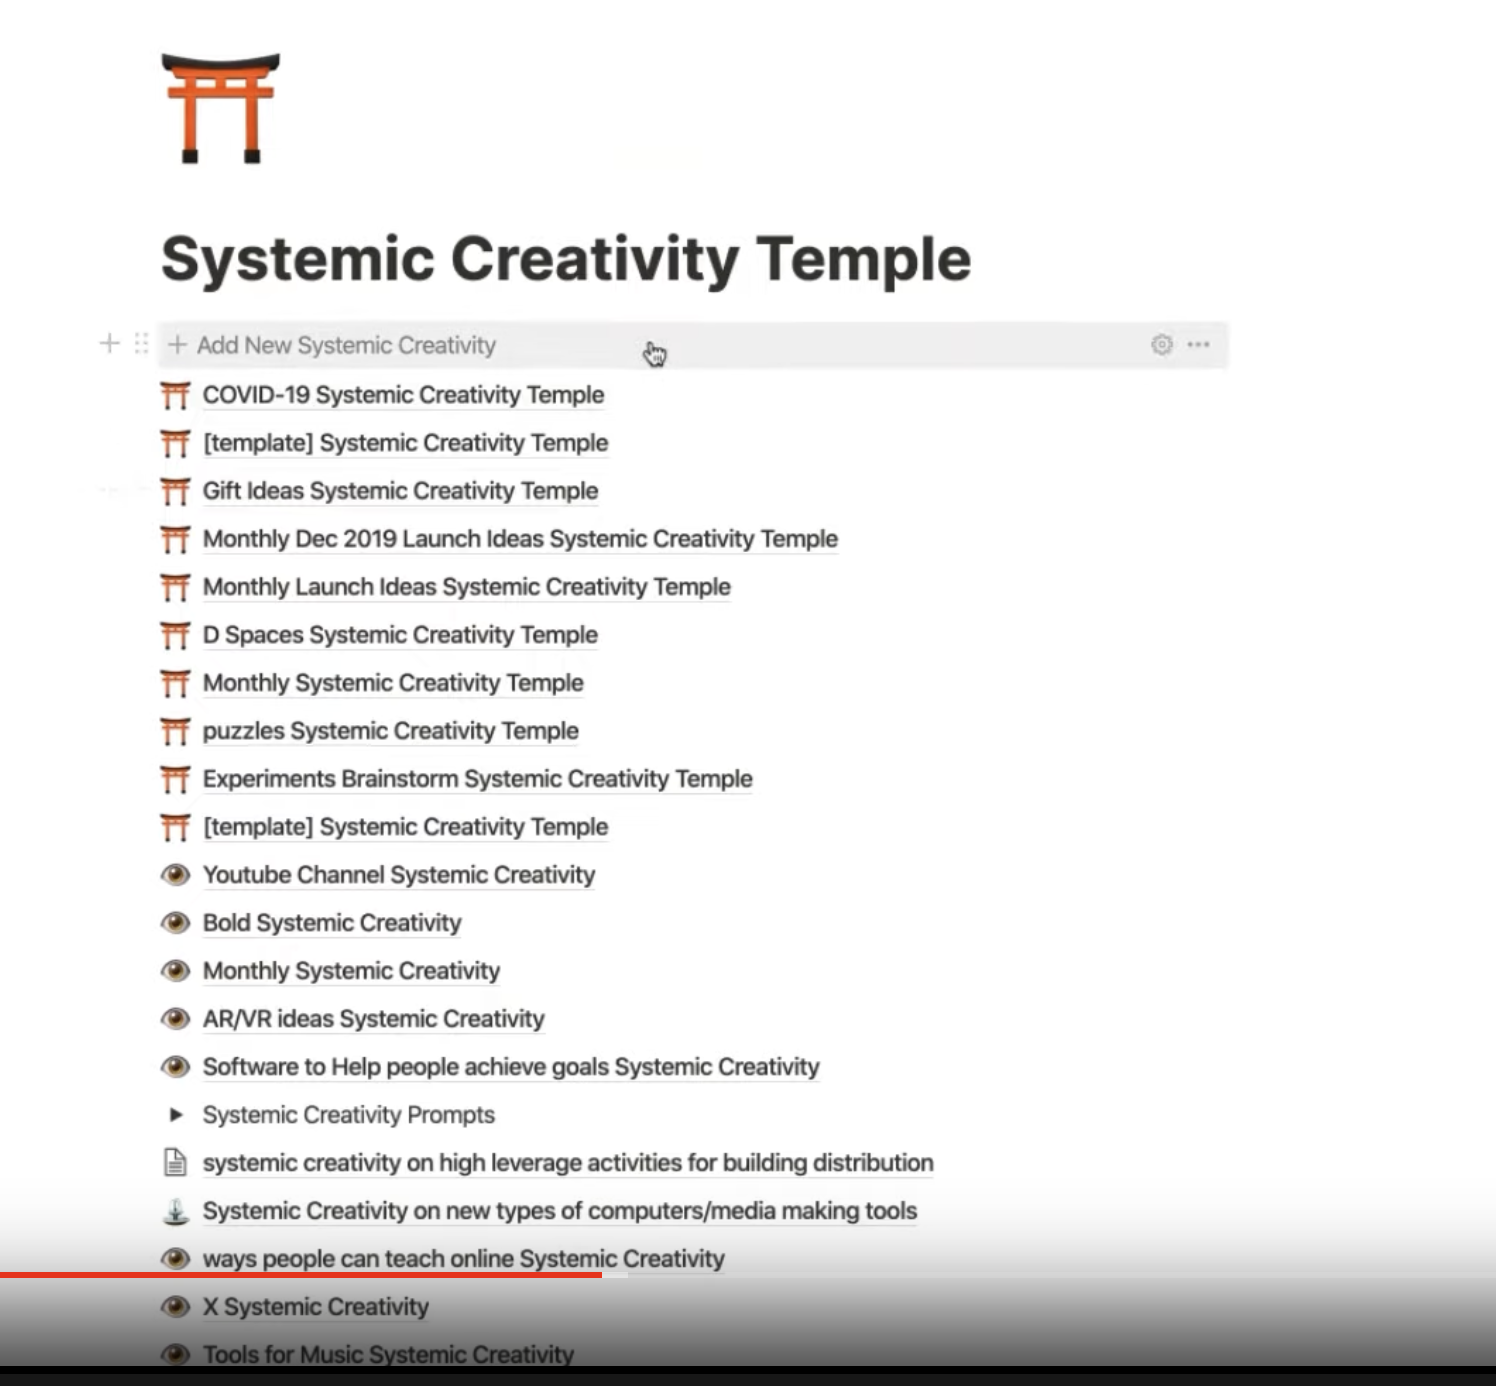 Systemic Creativity Temple
+ Add New Systemic Creativity
COVID-19 Systemic Creativity Temple
[template] Systemic Creativity Temple
Gift Ideas Systemic Creativity Temple
Monthly Dec 2019 Launch Ideas Systemic Creativity Temple
Monthly Launch Ideas Systemic Creativity Temple
D Spaces Systemic Creativity Temple
Monthly Systemic Creativity Temple
puzzles Systemic Creativity Temple
Experiments Brainstorm Systemic Creativity Temple
[template] Systemic Creativity Temple
Youtube Channel Systemic Creativity
Bold Systemic Creativity
Monthly Systemic Creativity
AR/VR ideas Systemic Creativity
Software to Help people achieve goals Systemic Creativity
Systemic Creativity Prompts
systemic creativity on high leverage activities for building distribution
Systemic Creativity on new types of computers/media making tools
ways people can teach online Systemic Creativity
X Systemic Creativity
Tools for Music Systemic Creativity